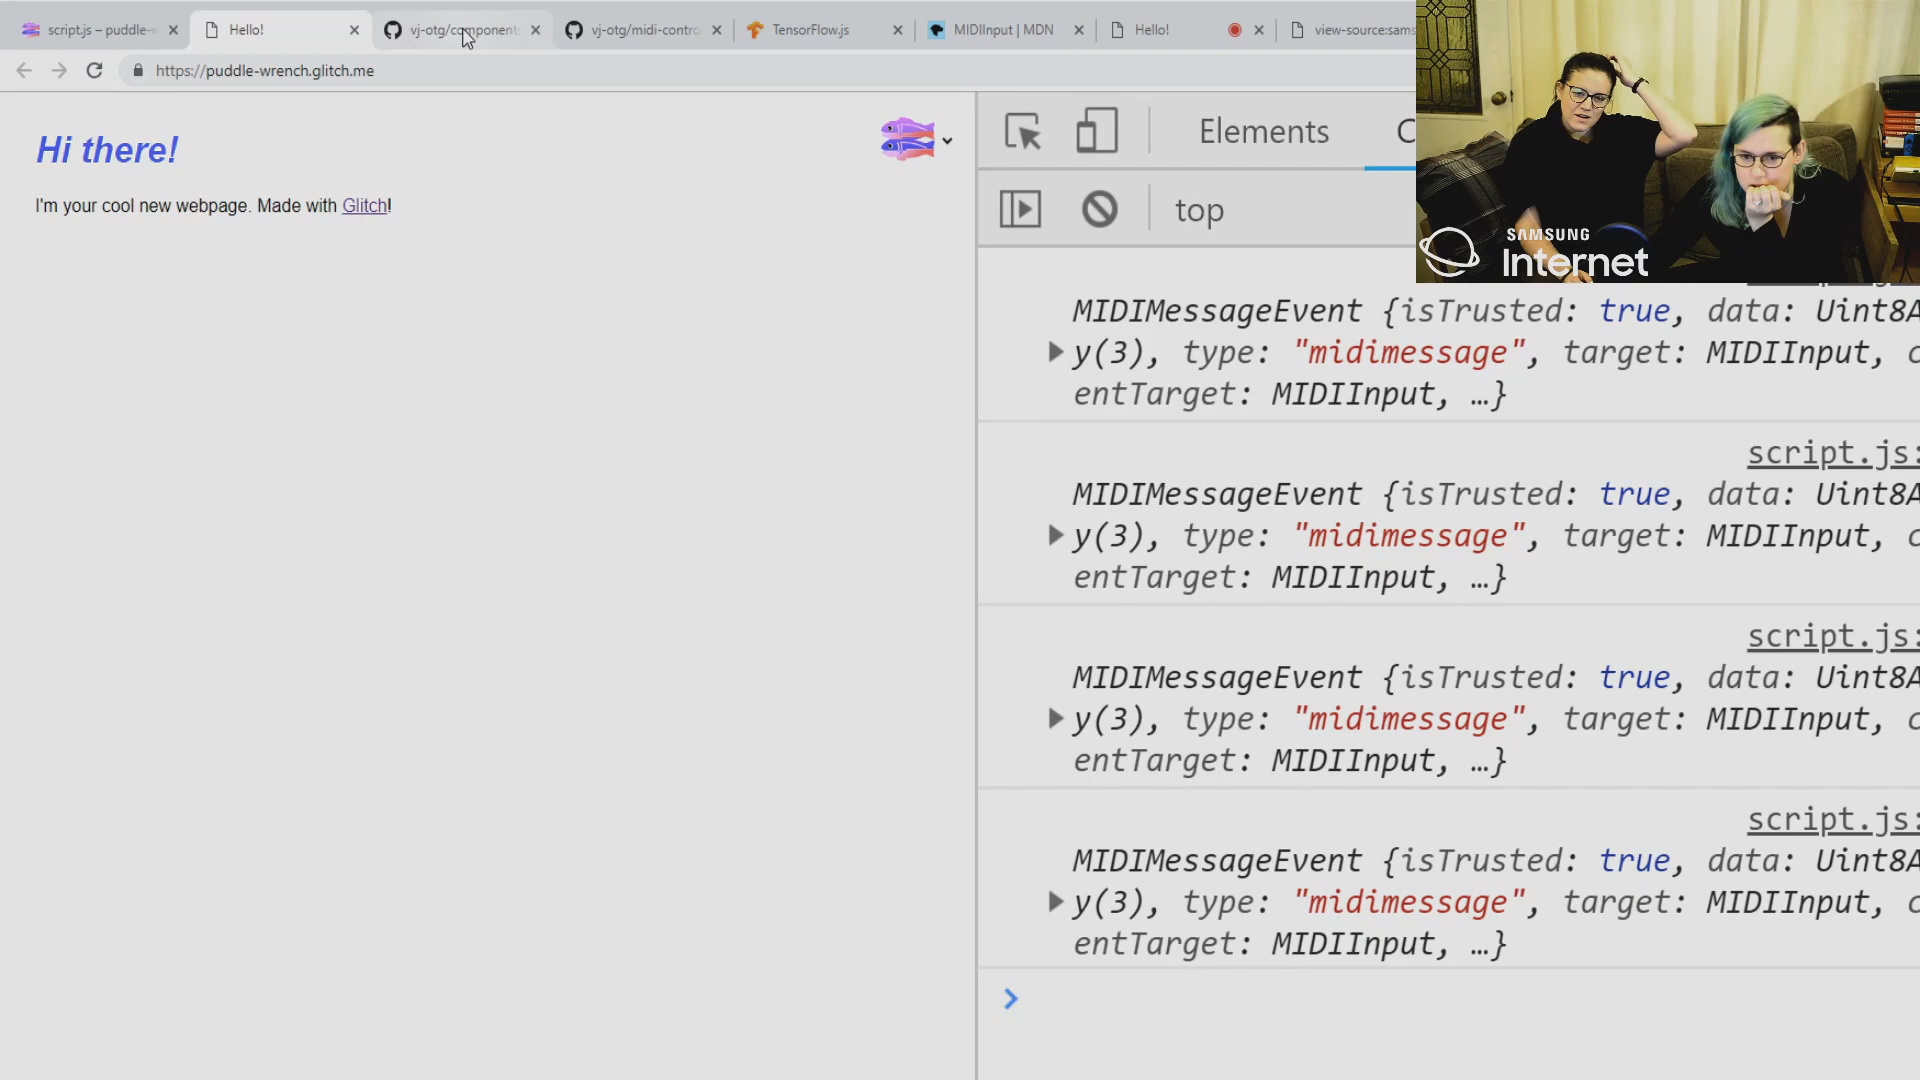 script.js – puddle-w
Hello!
vj-otg/component
vj-otg/midi-contro
TensorFlow.js
MIDIInput | MDN
Hello!
view-source:sams
https://puddle-wrench.glitch.me
Hi there!
I'm your cool new webpage. Made with Glitch!
Elements
C
top
SAMSUNG
Internet
MIDIMessageEvent {isTrusted: true, data: Uint8A
y(3), type: "midimessage", target: MIDIInput, c
entTarget: MIDIInput, …}
script.js:
MIDIMessageEvent {isTrusted: true, data: Uint8A
y(3), type: "midimessage", target: MIDIInput, c
entTarget: MIDIInput, …}
script.js:
MIDIMessageEvent {isTrusted: true, data: Uint8A
y(3), type: "midimessage", target: MIDIInput, c
entTarget: MIDIInput, …}
script.js:
MIDIMessageEvent {isTrusted: true, data: Uint8A
y(3), type: "midimessage", target: MIDIInput, c
entTarget: MIDIInput, …}